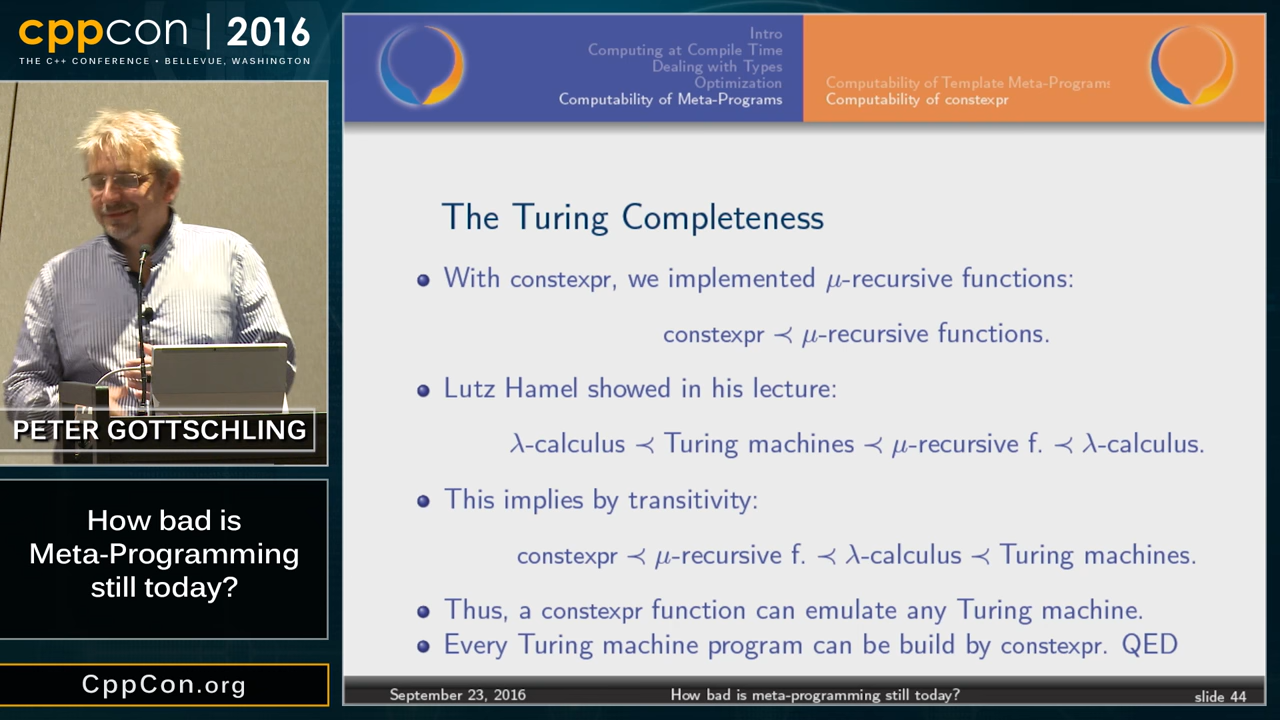 cppcon | 2016
THE C++ CONFERENCE • BELLEVUE, WASHINGTON
PETER GOTTSCHLING
How bad is
Meta-Programming
still today?
CppCon.org
Intro
Computing at Compile Time
Dealing with Types
Optimization
Computability of Meta-Programs
Computability of Template Meta-Programs
Computability of constexpr
The Turing Completeness
With constexpr, we implemented μ-recursive functions:
constexpr ≺ μ-recursive functions.
Lutz Hamel showed in his lecture:
λ-calculus ≺ Turing machines ≺ μ-recursive f. ≺ λ-calculus.
This implies by transitivity:
constexpr ≺ μ-recursive f. ≺ λ-calculus ≺ Turing machines.
Thus, a constexpr function can emulate any Turing machine.
Every Turing machine program can be build by constexpr. QED
September 23, 2016 How bad is meta-programming still today? slide 44